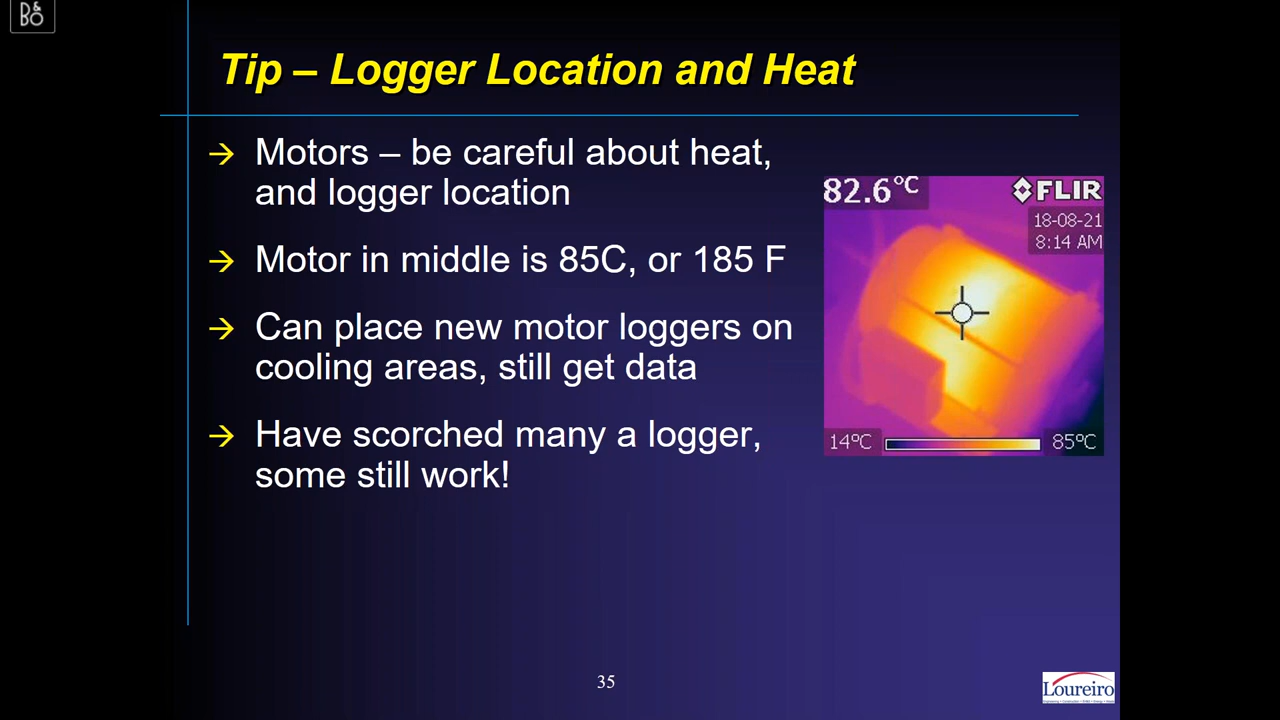 B&O
Tip – Logger Location and Heat
→ Motors – be careful about heat,
and logger location
→ Motor in middle is 85C, or 185 F
→ Can place new motor loggers on
cooling areas, still get data
→ Have scorched many a logger,
some still work!
82.6°C
FLIR
18-08-21
8:14 AM
14°C
85°C
35
Loureiro